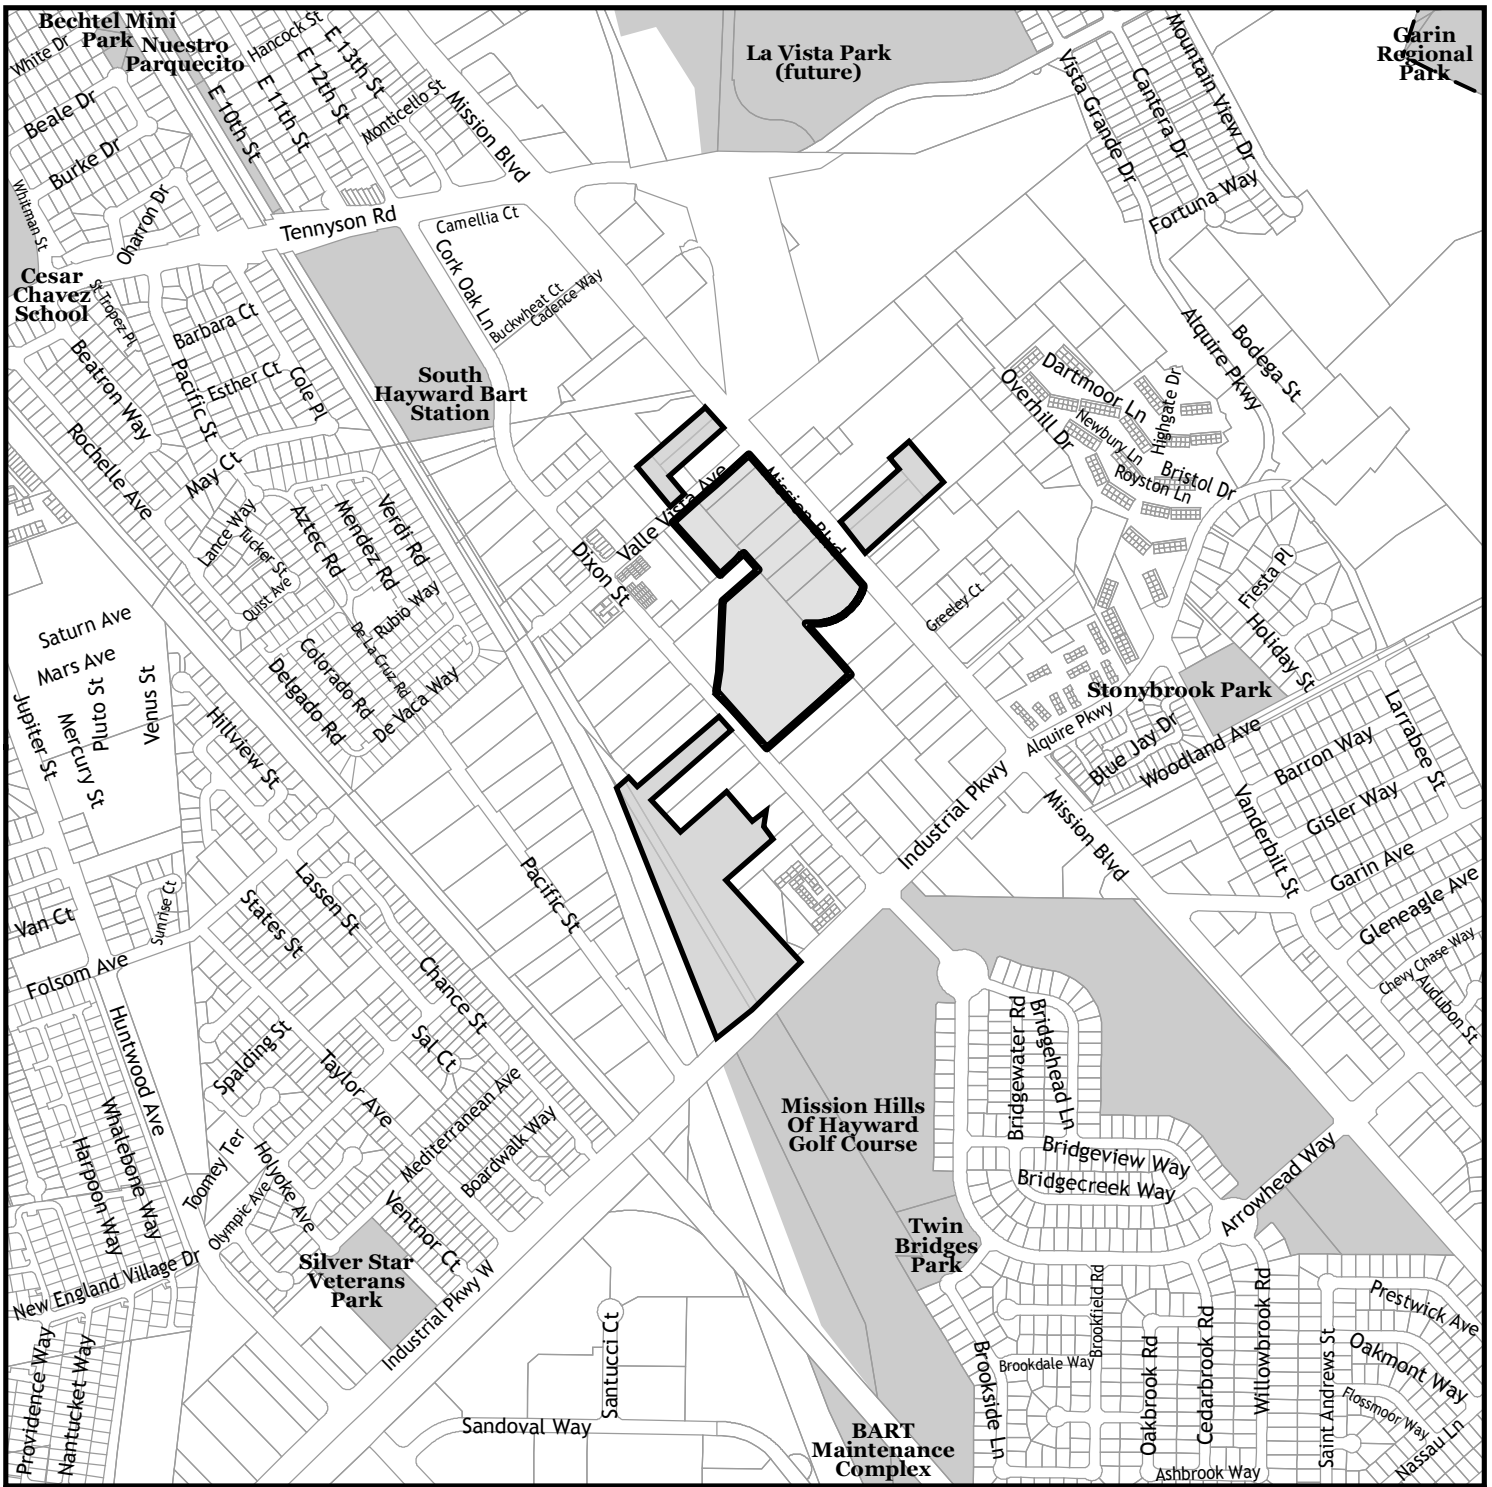 Bechtel Mini
Park
Nuestro
Parquecito
White Dr
Hancock St
E 13th St
E 12th St
E 11th St
E 10th St
Monticello St
Mission Blvd
Beale Dr
Burke Dr
Whitman St
Oharron Dr
Tennyson Rd
Camellia Ct
Cork Oak Ln
Buckwheat Ct
Cadence Way
La Vista Park
(future)
Vista Grande Dr
Cantera Dr
Mountain View Dr
Fortuna Way
Garin
Regional
Park
Cesar
Chavez
School
St Tropez Pl
Barbara Ct
Beatron Way
Pacific St
Esther Ct
Cole Pl
Rochelle Ave
May Ct
South
Hayward Bart
Station
Alquire Pkwy
Bodega St
Dartmoor Ln
Overhill Dr
Highgate Dr
Newbury Ln
Royston Ln
Bristol Dr
Lance Way
Tucker St
Quist Ave
Aztec Rd
Mendez Rd
Verdi Rd
Rubio Way
De La Cruz Rd
Colorado Rd
Delgado Rd
De Vaca Way
Valle Vista Ave
Mission Blvd
Dixon St
Greeley Ct
Fiesta Pl
Holiday St
Stonybrook Park
Alquire Pkwy
Blue Jay Dr
Woodland Ave
Larrabee St
Barron Way
Gisler Way
Vanderbilt St
Garin Ave
Gleneagle Ave
Chevy Chase Way
Audubon St
Saturn Ave
Mars Ave
Jupiter St
Mercury St
Pluto St
Venus St
Hillview St
Industrial Pkwy
Mission Blvd
Pacific St
Lassen St
States St
Sunrise Ct
Van Ct
Folsom Ave
Chance St
Sal Ct
Huntwood Ave
Spalding St
Taylor Ave
Mediterranean Ave
Boardwalk Way
Whalebone Way
Harpoon Way
Toomey Ter
Holyoke Ave
Olympic Ave
Ventnor Ct
New England Village Dr
Silver Star
Veterans
Park
Industrial Pkwy W
Providence Way
Nantucket Way
Mission Hills
Of Hayward
Golf Course
Bridgewater Rd
Bridgehead Ln
Bridgeview Way
Bridgecreek Way
Arrowhead Way
Twin
Bridges
Park
Santucci Ct
Sandoval Way
BART
Maintenance
Complex
Brookside Ln
Brookdale Way
Brookfield Rd
Oakbrook Rd
Cedarbrook Rd
Willowbrook Rd
Ashbrook Way
Saint Andrews St
Prestwick Ave
Oakmont Way
Flossmoor Way
Nassau Ln